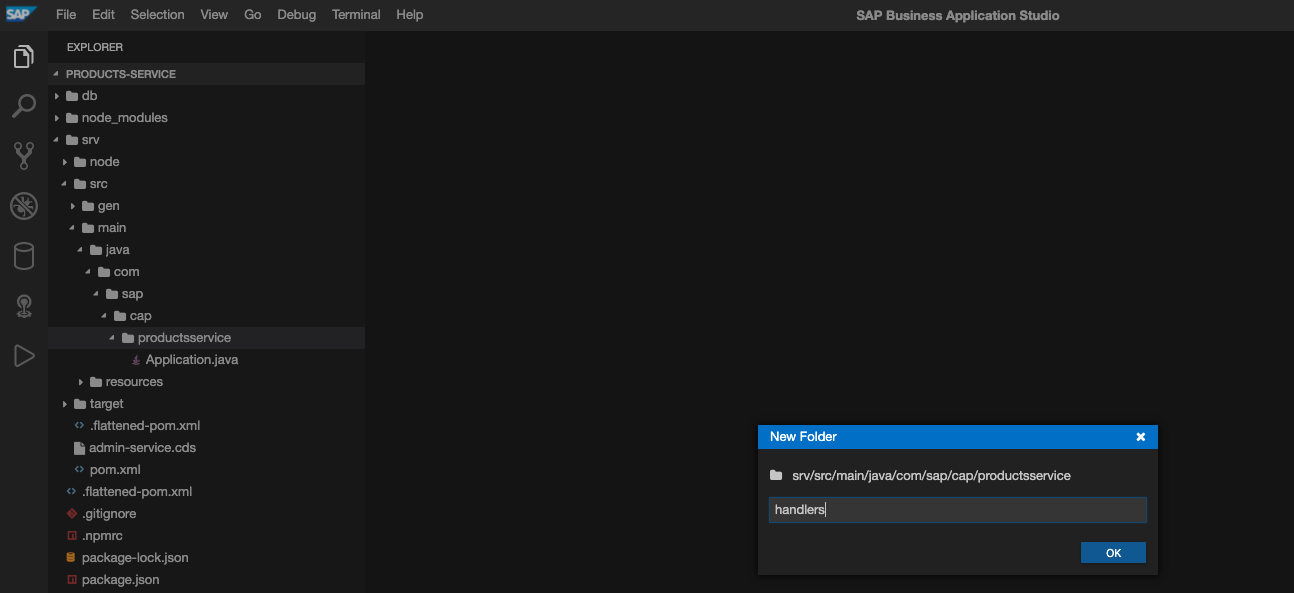 SAP File Edit Selection View Go Debug Terminal Help SAP Business Application Studio
EXPLORER
PRODUCTS-SERVICE
db
node_modules
srv
node
src
gen
main
java
com
sap
cap
productsservice
Application.java
resources
target
.flattened-pom.xml
admin-service.cds
pom.xml
.flattened-pom.xml
.gitignore
.npmrc
package-lock.json
package.json
New Folder
srv/src/main/java/com/sap/cap/productsservice
handlers
OK